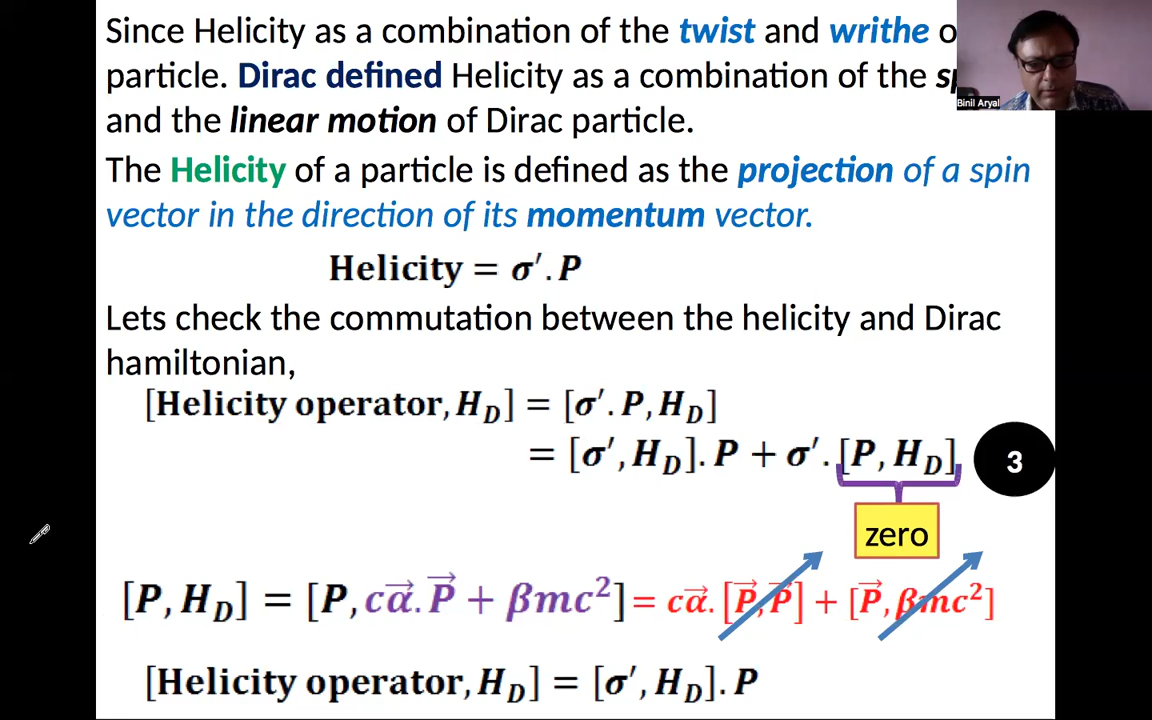 Since Helicity as a combination of the twist and writhe
particle. Dirac defined Helicity as a combination of the
and the linear motion of Dirac particle.
Binil Aryal
The Helicity of a particle is defined as the projection of a spin
vector in the direction of its momentum vector.
Helicity = σ′.P
Lets check the commutation between the helicity and Dirac
hamiltonian,
[Helicity operator, H_D] = [σ′.P, H_D]
= [σ′, H_D].P + σ′.[P, H_D]
3
zero
[P, H_D] = [P, cα⃗.P⃗ + βmc²] = cα⃗.[P⃗, P⃗] + [P⃗, βmc²]
[Helicity operator, H_D] = [σ′, H_D].P